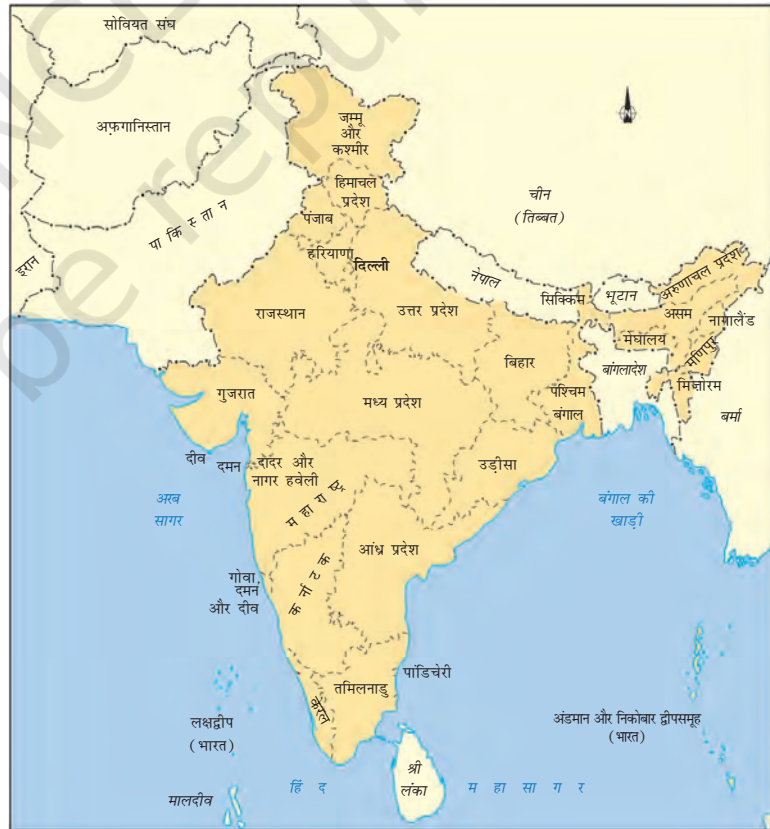 सोवियत संघ
अफ़गानिस्तान
जम्मू
और
कश्मीर
N
हिमाचल
प्रदेश
चीन
(तिब्बत)
पाकिस्तान
पंजाब
हरियाणा
दिल्ली
इरान
नेपाल
सिक्किम
भूटान
अरुणाचल प्रदेश
राजस्थान
उत्तर प्रदेश
असम
नागालैंड
मेघालय
मणिपुर
बिहार
बांगलादेश
गुजरात
मध्य प्रदेश
पश्चिम
बंगाल
मिज़ोरम
बर्मा
दीव
दमन
दादर और
नागर हवेली
उड़ीसा
महाराष्ट्र
अरब
सागर
बंगाल की
खाड़ी
आंध्र प्रदेश
कर्नाटक
गोवा,
दमन
और दीव
पांडिचेरी
तमिलनाडु
केरल
लक्षद्वीप
(भारत)
अंडमान और निकोबार द्वीपसमूह
(भारत)
श्री
लंका
मालदीव
हिंद महासागर